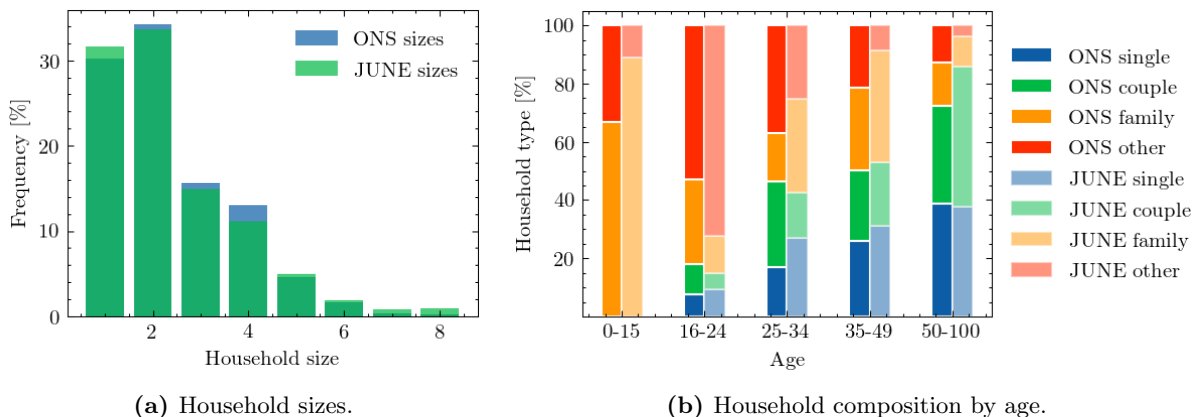 Frequency [%]
30
20
10
0
2
4
6
8
Household size
ONS sizes
JUNE sizes
(a) Household sizes.
Household type [%]
100
80
60
40
20
0-15
16-24
25-34
35-49
50-100
Age
ONS single
ONS couple
ONS family
ONS other
JUNE single
JUNE couple
JUNE family
JUNE other
(b) Household composition by age.